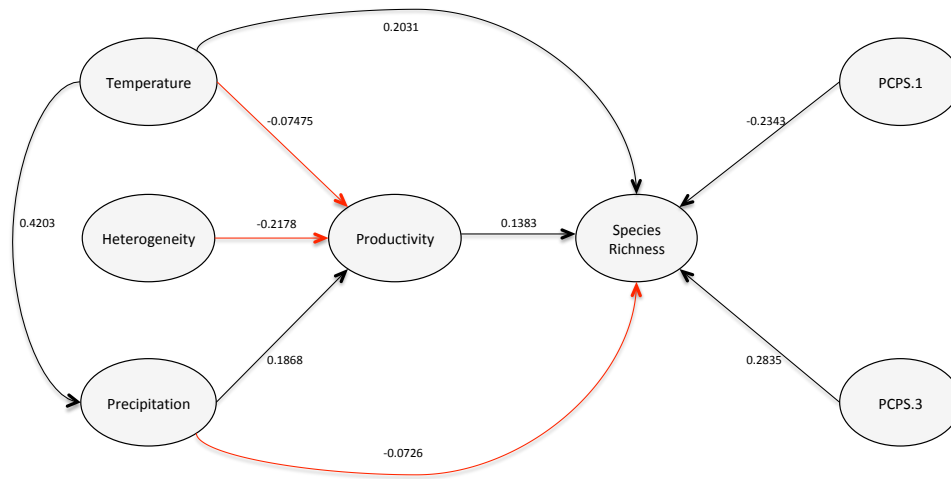 0.2031
Temperature
PCPS.1
-0.07475
-0.2343
0.4203
Heterogeneity
-0.2178
Productivity
0.1383
Species
Richness
0.1868
0.2835
Precipitation
PCPS.3
-0.0726